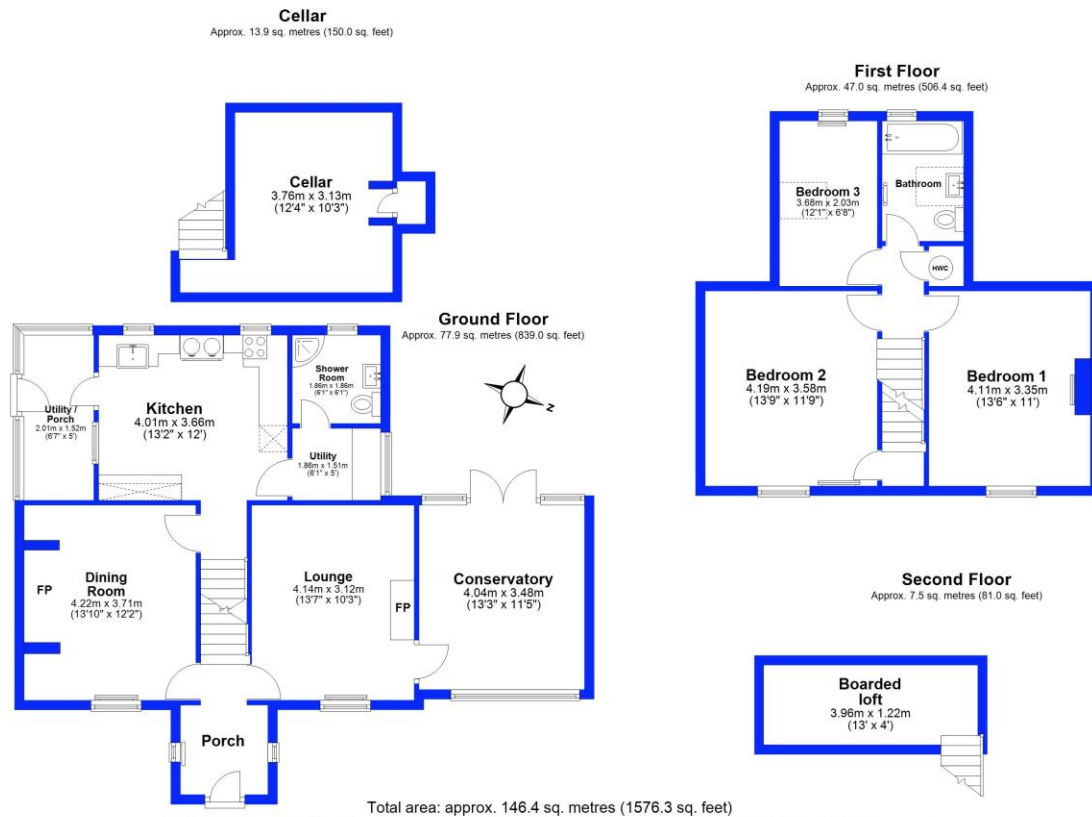 Cellar
Approx. 13.9 sq. metres (150.0 sq. feet)
Cellar
3.76m x 3.13m
(12'4" x 10'3")
First Floor
Approx. 47.0 sq. metres (506.4 sq. feet)
Bedroom 3
3.68m x 2.03m
(12'1" x 6'8")
Bathroom
HWC
Bedroom 2
4.19m x 3.58m
(13'9" x 11'9")
Bedroom 1
4.11m x 3.35m
(13'6" x 11')
Ground Floor
Approx. 77.9 sq. metres (839.0 sq. feet)
N
Utility /
Porch
2.01m x 1.52m
(6'7" x 5')
Kitchen
4.01m x 3.66m
(13'2" x 12')
Shower
Room
1.86m x 1.86m
(6'1" x 6'1")
Utility
1.86m x 1.51m
(6'1" x 5')
FP
Dining
Room
4.22m x 3.71m
(13'10" x 12'2")
Lounge
4.14m x 3.12m
(13'7" x 10'3")
FP
Conservatory
4.04m x 3.48m
(13'3" x 11'5")
Porch
Second Floor
Approx. 7.5 sq. metres (81.0 sq. feet)
Boarded
loft
3.96m x 1.22m
(13' x 4')
Total area: approx. 146.4 sq. metres (1576.3 sq. feet)